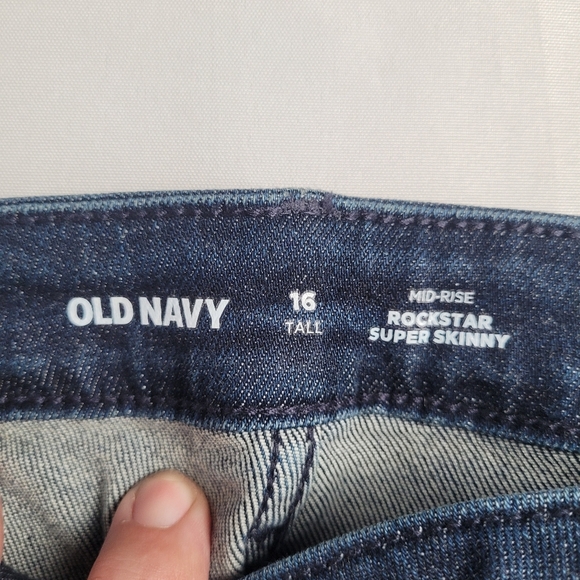 OLD NAVY
16
TALL
MID-RISE
ROCKSTAR
SUPER SKINNY